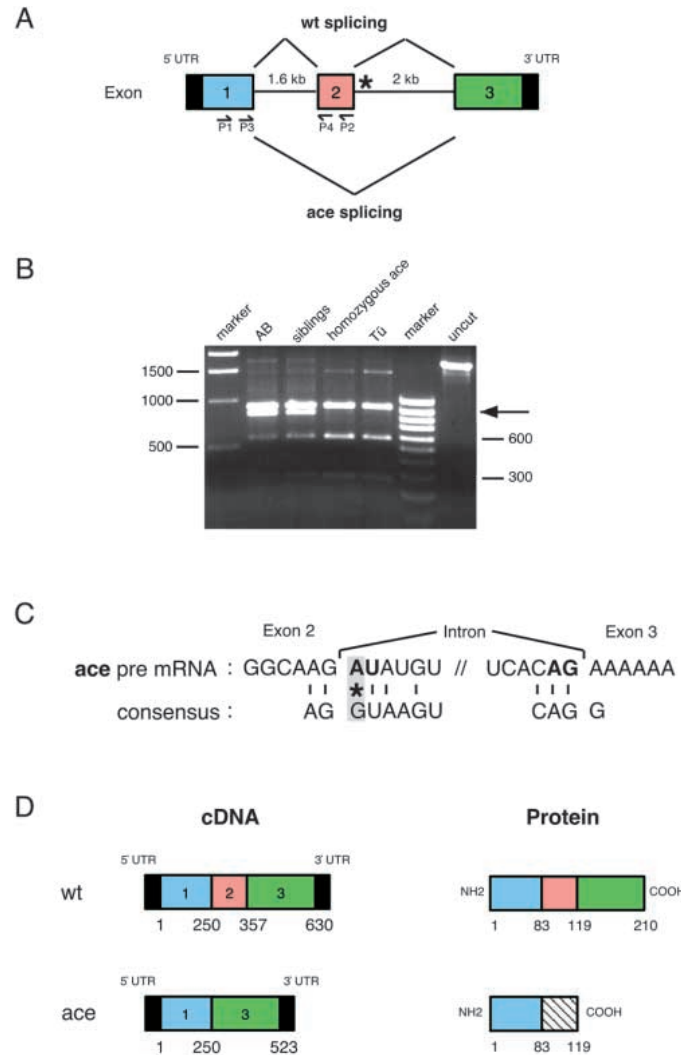 A
wt splicing
5' UTR
3' UTR
Exon
1
1.6 kb
2
*
2 kb
3
P1
P3
P4
P2
ace splicing
B
marker
AB
siblings
homozygous ace
Tü
marker
uncut
1500
1000
500
600
300
C
Exon 2
Intron
Exon 3
ace pre mRNA : GGCAAG AUAUGU // UCACAG AAAAAA
*
consensus : AG GUAAGU CAG G
D
cDNA
Protein
5' UTR
3' UTR
wt
1 2 3
1 250 357 630
NH2
COOH
1 83 119 210
5' UTR
3' UTR
ace
1 3
1 250 523
NH2
COOH
1 83 119